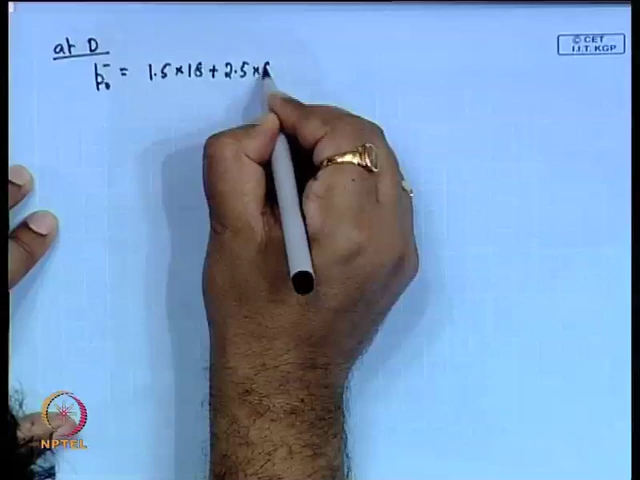 at D
© CET
I.I.T. KGP
p̄₀ = 1.5×18 + 2.5×
NPTEL